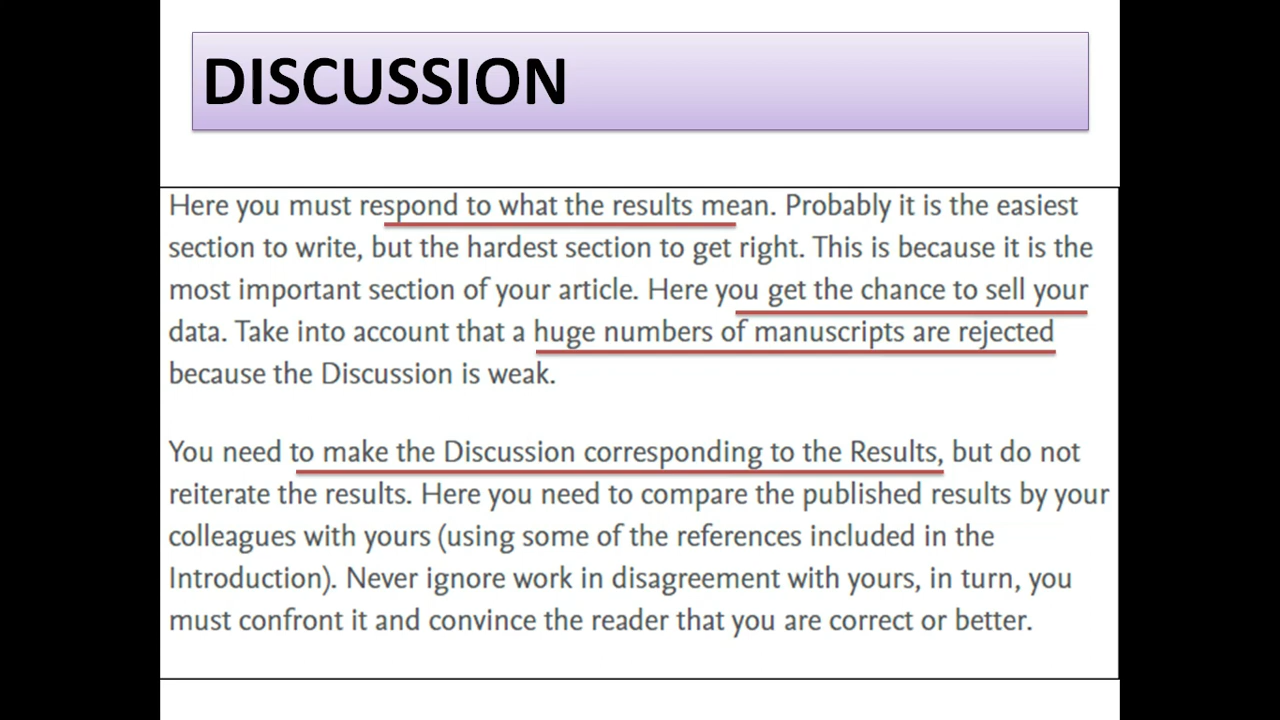 DISCUSSION
Here you must respond to what the results mean. Probably it is the easiest
section to write, but the hardest section to get right. This is because it is the
most important section of your article. Here you get the chance to sell your
data. Take into account that a huge numbers of manuscripts are rejected
because the Discussion is weak.
You need to make the Discussion corresponding to the Results, but do not
reiterate the results. Here you need to compare the published results by your
colleagues with yours (using some of the references included in the
Introduction). Never ignore work in disagreement with yours, in turn, you
must confront it and convince the reader that you are correct or better.